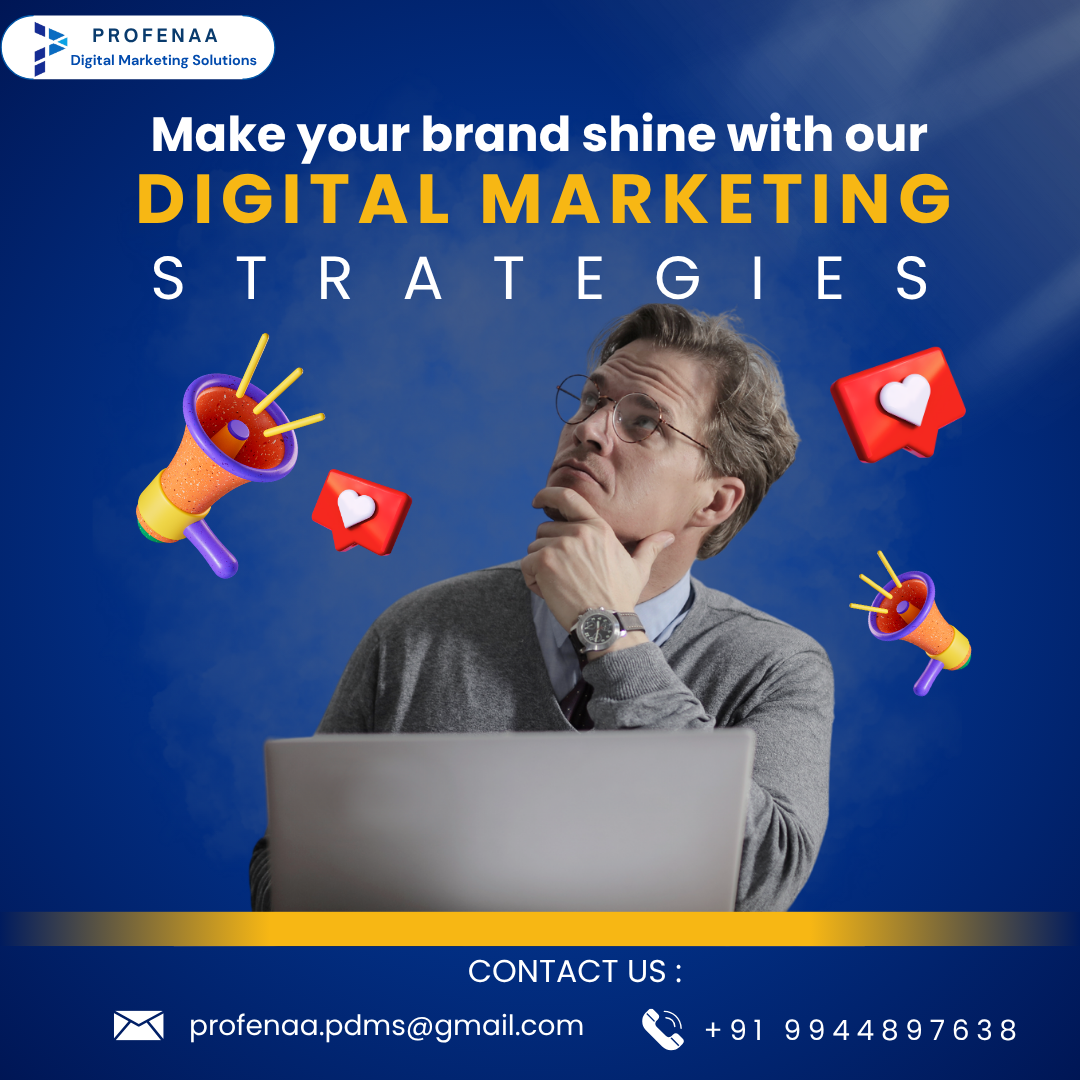 PROFENAA
Digital Marketing Solutions
Make your brand shine with our
DIGITAL MARKETING
STRATEGIES
CONTACT US :
profenaa.pdms@gmail.com
+91 9944897638